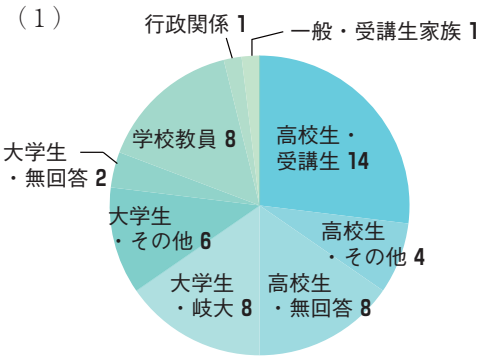 （1）
行政関係 1
一般・受講生家族 1
高校生・
受講生 14
高校生
・その他 4
高校生
・無回答 8
大学生
・岐大 8
大学生
・その他 6
大学生
・無回答 2
学校教員 8